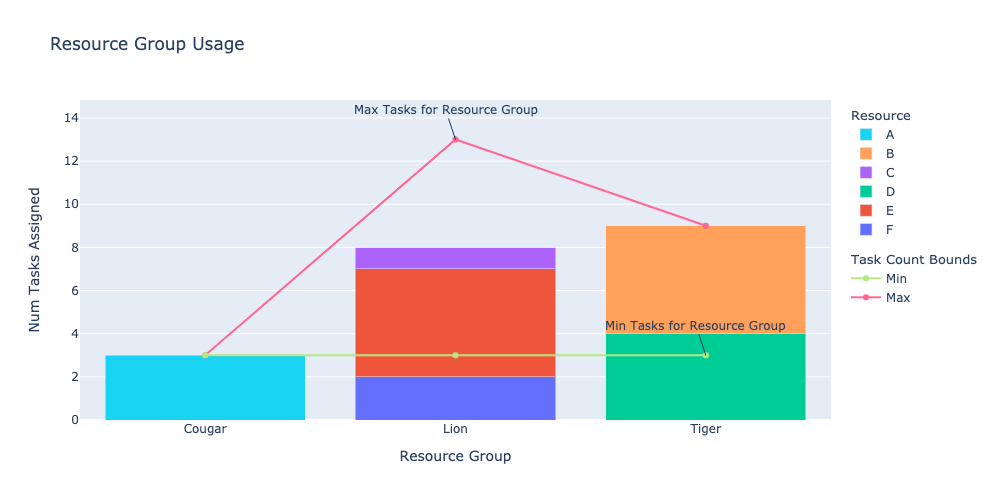 Resource Group Usage
Max Tasks for Resource Group
Min Tasks for Resource Group
14
12
10
8
6
4
2
0
Num Tasks Assigned
Cougar
Lion
Tiger
Resource Group
Resource
A
B
C
D
E
F
Task Count Bounds
Min
Max